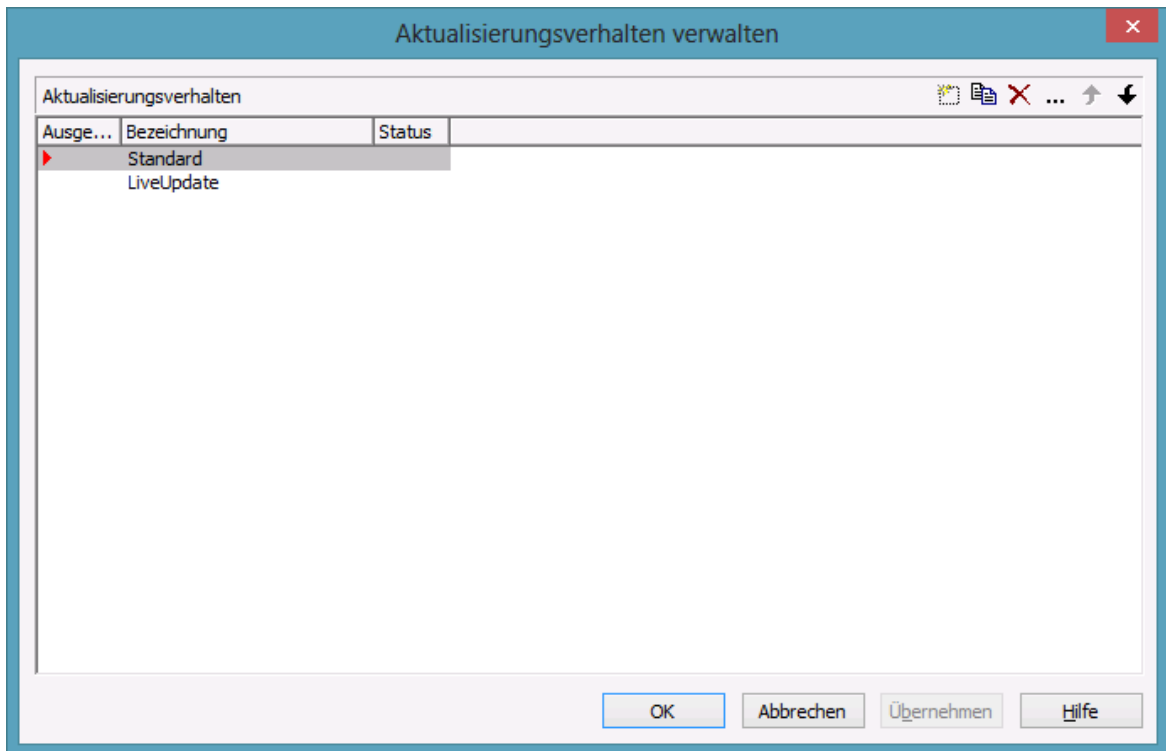 Aktualisierungsverhalten verwalten
Aktualisierungsverhalten
Ausge... Bezeichnung Status
Standard
LiveUpdate
OK Abbrechen Übernehmen Hilfe